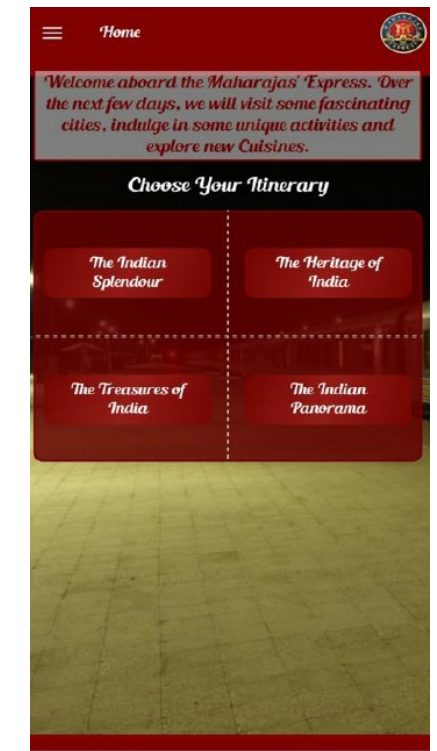 Home
Welcome aboard the Maharajas' Express. Over
the next few days, we will visit some fascinating
cities, indulge in some unique activities and
explore new Cuisines.
Choose Your Itinerary
The Indian
Splendour
The Heritage of
India
The Treasures of
India
The Indian
Panorama